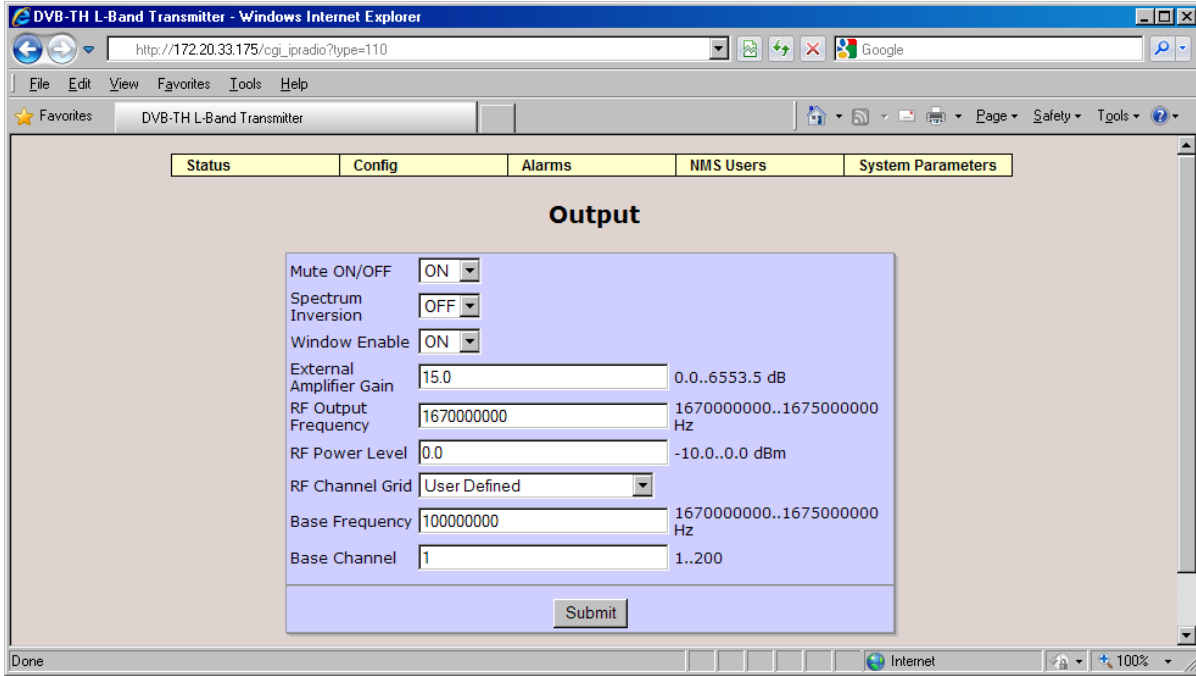 DVB-TH L-Band Transmitter - Windows Internet Explorer
http://172.20.33.175/cgi_ipradio?type=110
Google
File Edit View Favorites Tools Help
Favorites DVB-TH L-Band Transmitter Page Safety Tools
Status Config Alarms NMS Users System Parameters
Output
Mute ON/OFF ON
Spectrum
Inversion OFF
Window Enable ON
External
Amplifier Gain 15.0 0.0..6553.5 dB
RF Output
Frequency 1670000000 1670000000..1675000000
Hz
RF Power Level 0.0 -10.0..0.0 dBm
RF Channel Grid User Defined
Base Frequency 100000000 1670000000..1675000000
Hz
Base Channel 1 1..200
Submit
Done Internet 100%